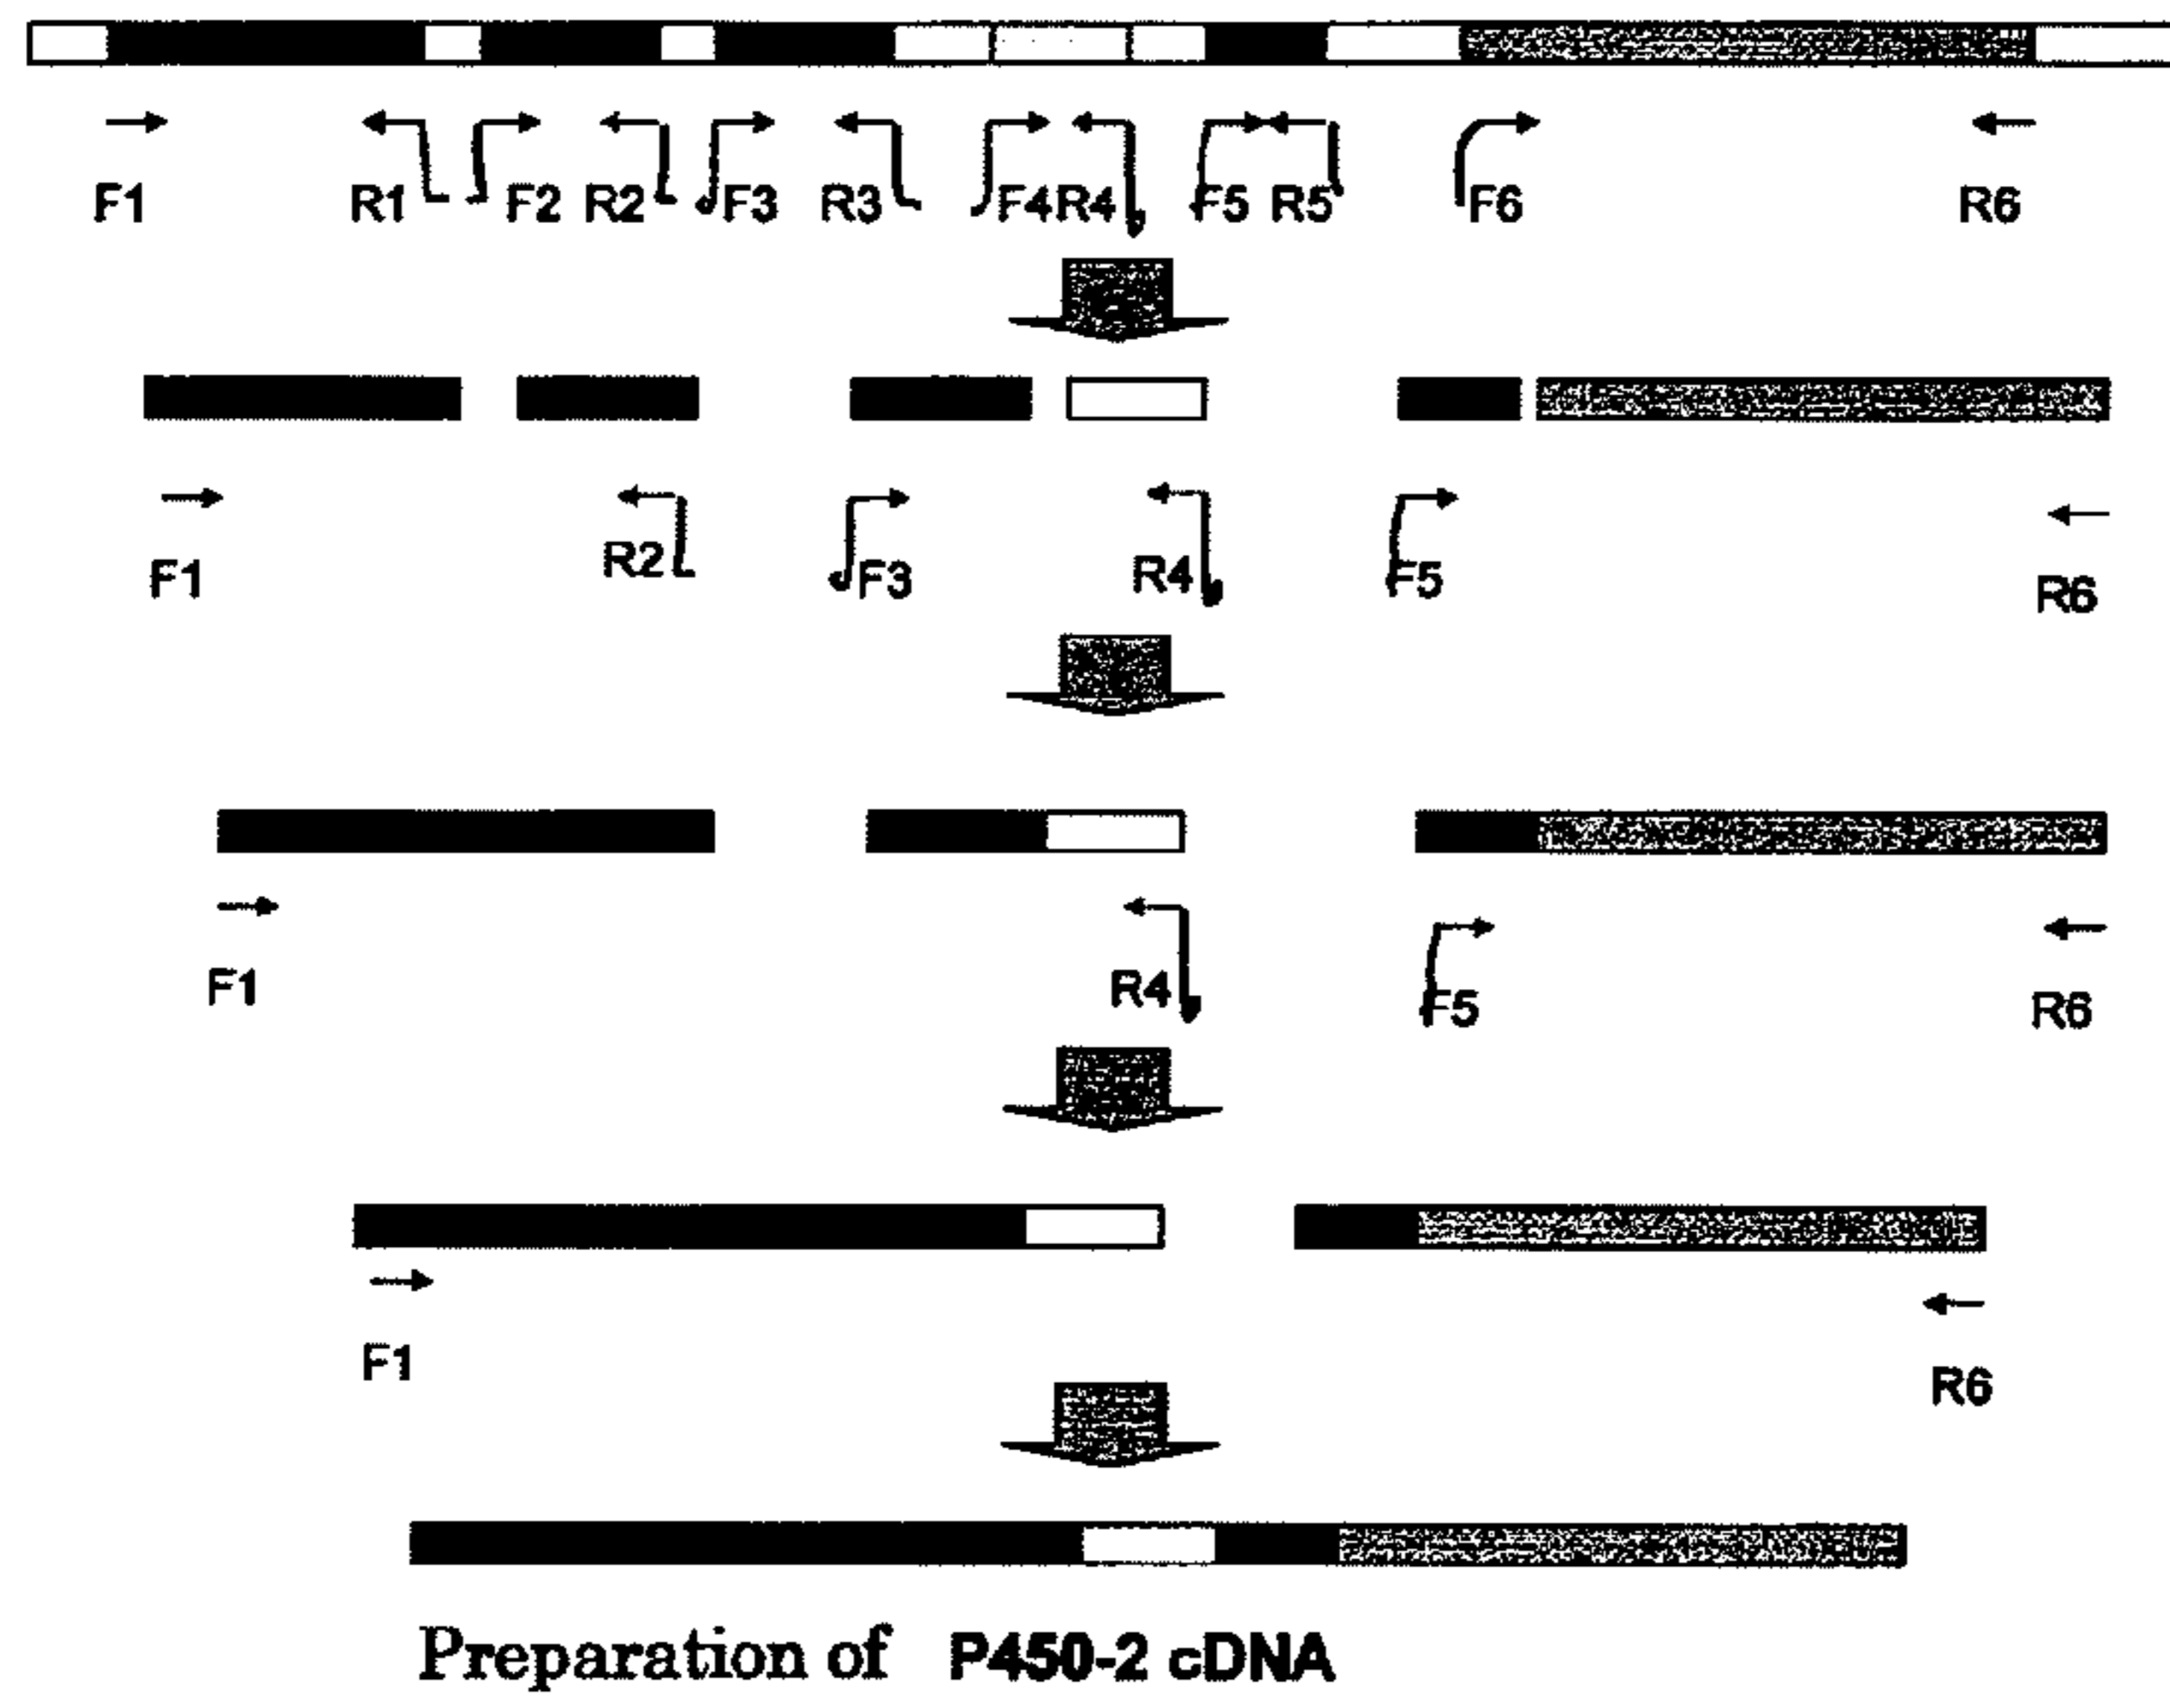 F1 R1 F2 R2 F3 R3 F4 R4 F5 R5 F6 R6
F1 R2 F3 R4 F5 R6
F1 R4 F5 R6
F1 R6
Preparation of P450-2 cDNA